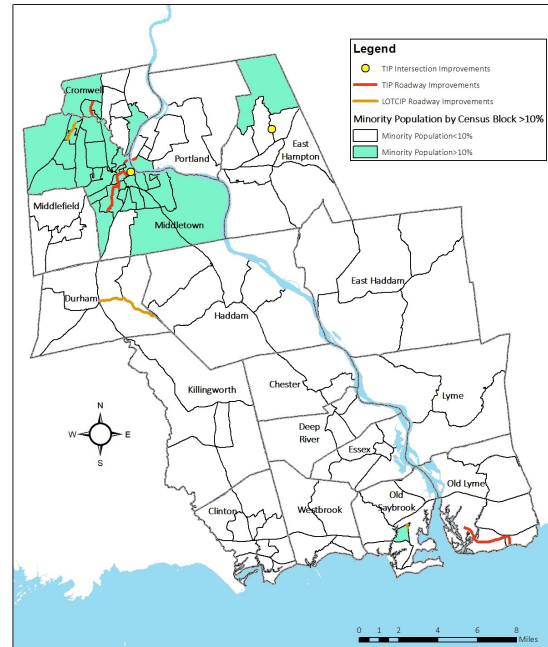 Legend
TIP Intersection Improvements
TIP Roadway Improvements
LOTCIP Roadway Improvements
Minority Population by Census Block >10%
Minority Population<10%
Minority Population>10%
Cromwell
Portland
East
Hampton
Middlefield
Middletown
East Haddam
Durham
Haddam
Killingworth
Chester
Lyme
Deep
River
Essex
N
W E
S
Old Lyme
Old
Saybrook
Westbrook
Clinton
0 1 2 4 6 8
Miles